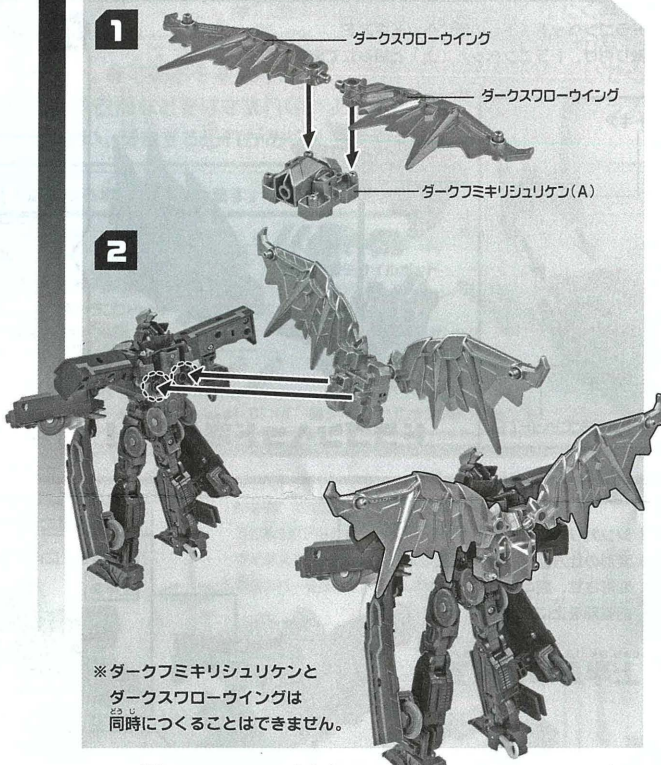 1
ダークスワローウイング
ダークスワローウイング
ダークフミキリシュリケン(A)
2
※ダークフミキリシュリケンと
ダークスワローウイングは
どうじ
同時につくることはできません。